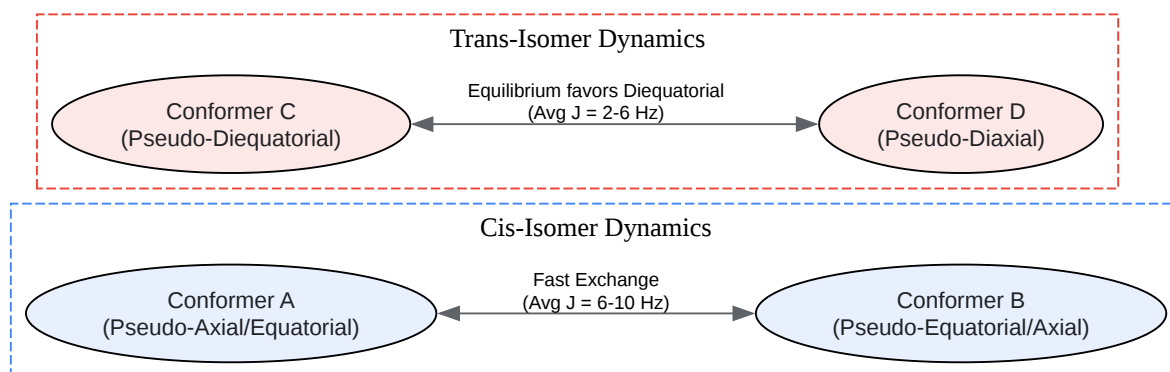 Trans-Isomer Dynamics
Equilibrium favors Diequatorial
(Avg J = 2-6 Hz)
Conformer C
(Pseudo-Diequatorial)
Conformer D
(Pseudo-Diaxial)
Cis-Isomer Dynamics
Fast Exchange
(Avg J = 6-10 Hz)
Conformer A
(Pseudo-Axial/Equatorial)
Conformer B
(Pseudo-Equatorial/Axial)